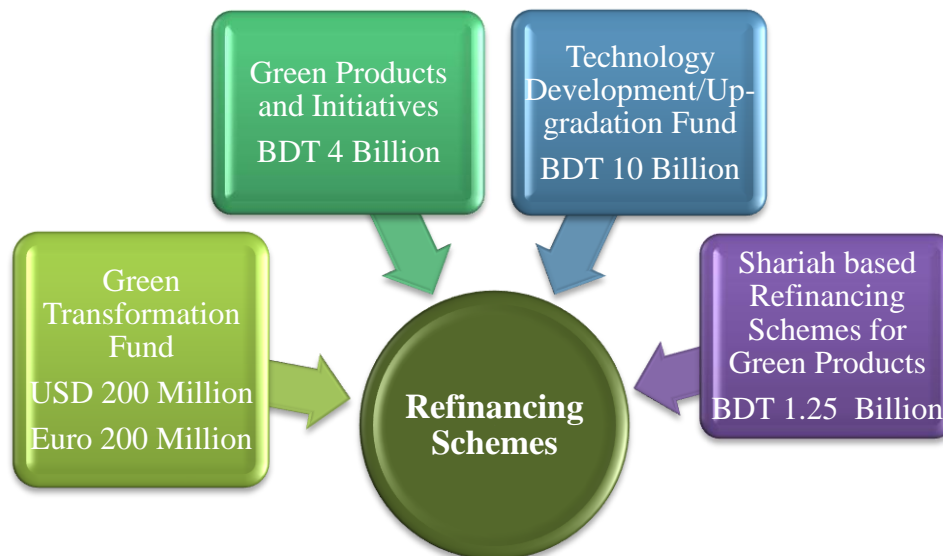 Green Products
and Initiatives
BDT 4 Billion
Technology
Development/Up-
gradation Fund
BDT 10 Billion
Green
Transformation
Fund
USD 200 Million
Euro 200 Million
Shariah based
Refinancing
Schemes for
Green Products
BDT 1.25 Billion
Refinancing
Schemes